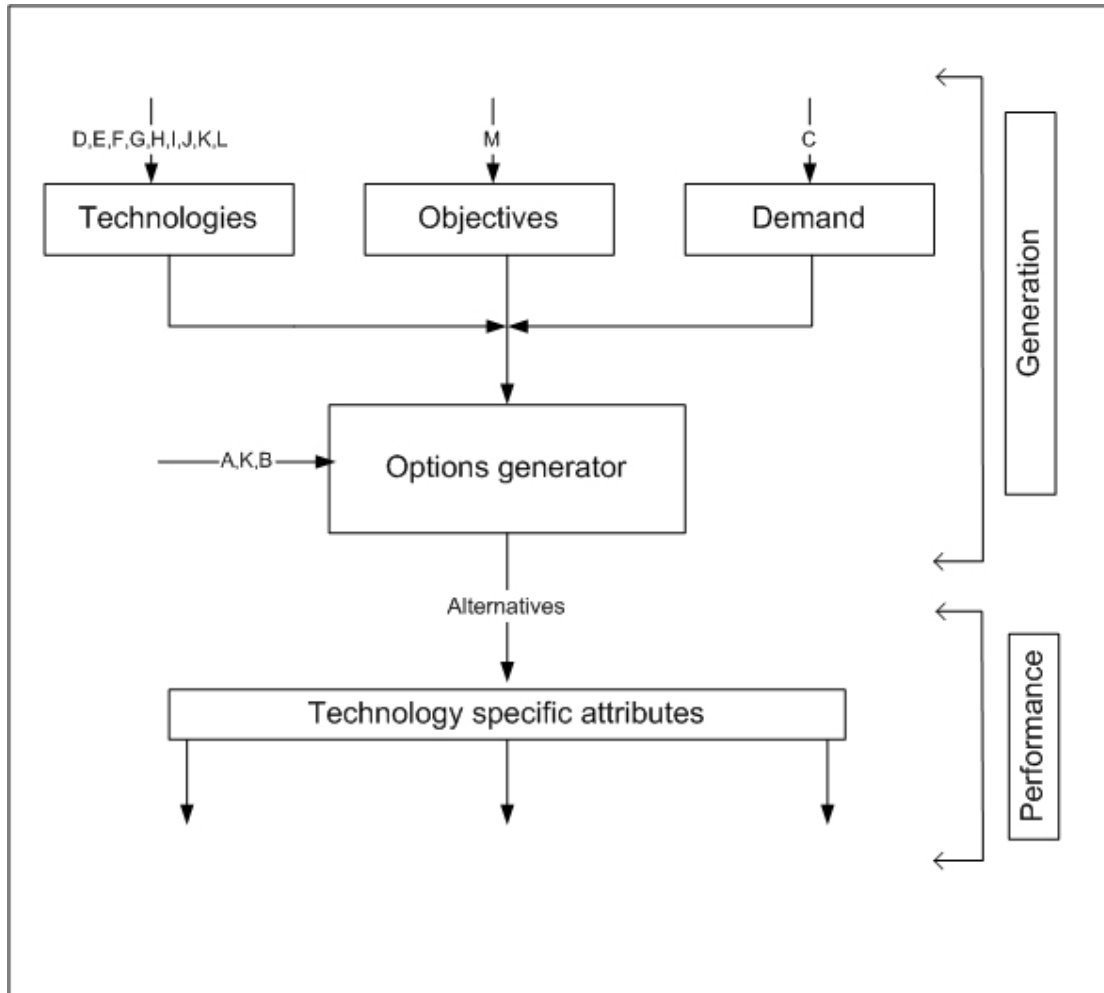 D,E,F,G,H,I,J,K,L
M
C
Technologies
Objectives
Demand
Generation
A,K,B
Options generator
Alternatives
Technology specific attributes
Performance